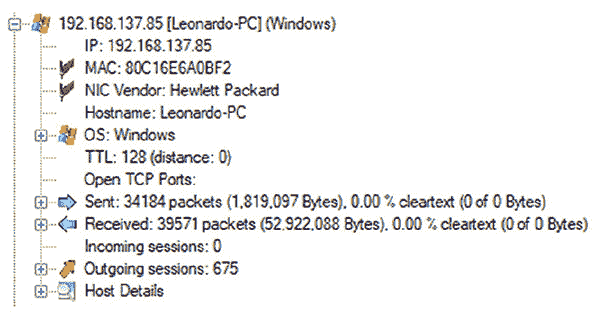 192.168.137.85 [Leonardo-PC] (Windows)
IP: 192.168.137.85
MAC: 80C16E6A0BF2
NIC Vendor: Hewlett Packard
Hostname: Leonardo-PC
OS: Windows
TTL: 128 (distance: 0)
Open TCP Ports:
Sent: 34184 packets (1,819,097 Bytes), 0.00 % cleartext (0 of 0 Bytes)
Received: 39571 packets (52,922,088 Bytes), 0.00 % cleartext (0 of 0 Bytes)
Incoming sessions: 0
Outgoing sessions: 675
Host Details